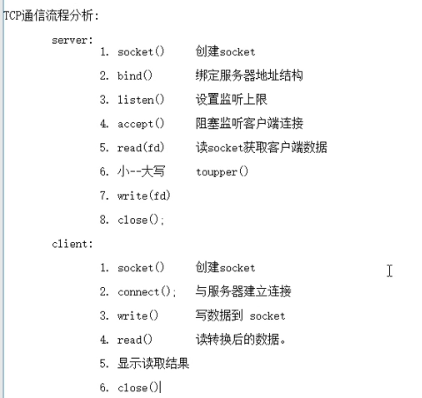 TCP通信流程分析:
server:
1. socket() 创建socket
2. bind() 绑定服务器地址结构
3. listen() 设置监听上限
4. accept() 阻塞监听客户端连接
5. read(fd) 读socket获取客户端数据
6. 小--大写 toupper()
7. write(fd)
8. close();
client:
1. socket() 创建socket
2. connect(); 与服务器建立连接
3. write() 写数据到 socket
4. read() 读转换后的数据。
5. 显示读取结果
6. close()